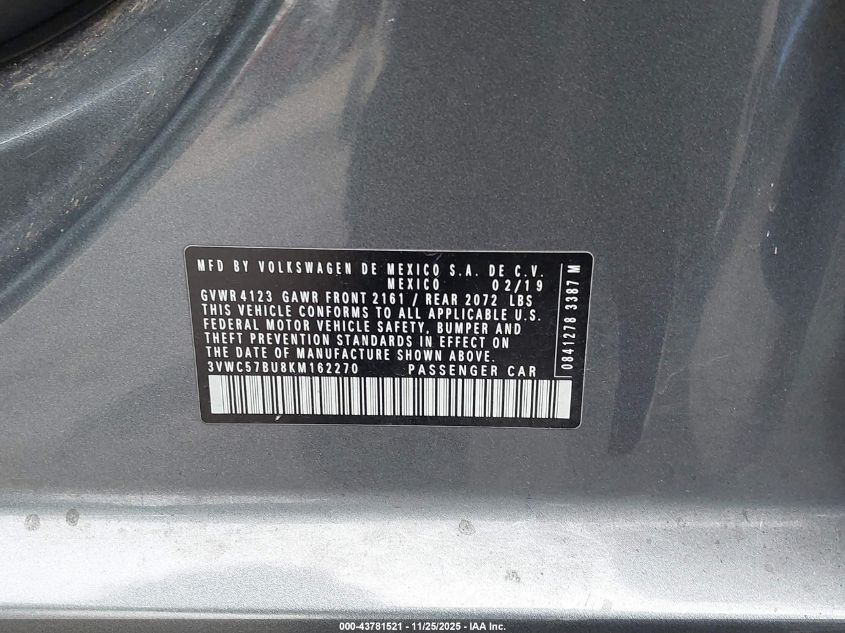 MFD BY VOLKSWAGEN DE MEXICO S.A. DE C.V.
MEXICO 02/19
GVWR 4123 GAWR FRONT 2161 / REAR 2072 LBS
THIS VEHICLE CONFORMS TO ALL APPLICABLE U.S.
FEDERAL MOTOR VEHICLE SAFETY, BUMPER AND
THEFT PREVENTION STANDARDS IN EFFECT ON
THE DATE OF MANUFACTURE SHOWN ABOVE.
3VWC57BU8KM162270 PASSENGER CAR
0841278 3387 M
000-43781521 - 11/25/2025 - IAA Inc.